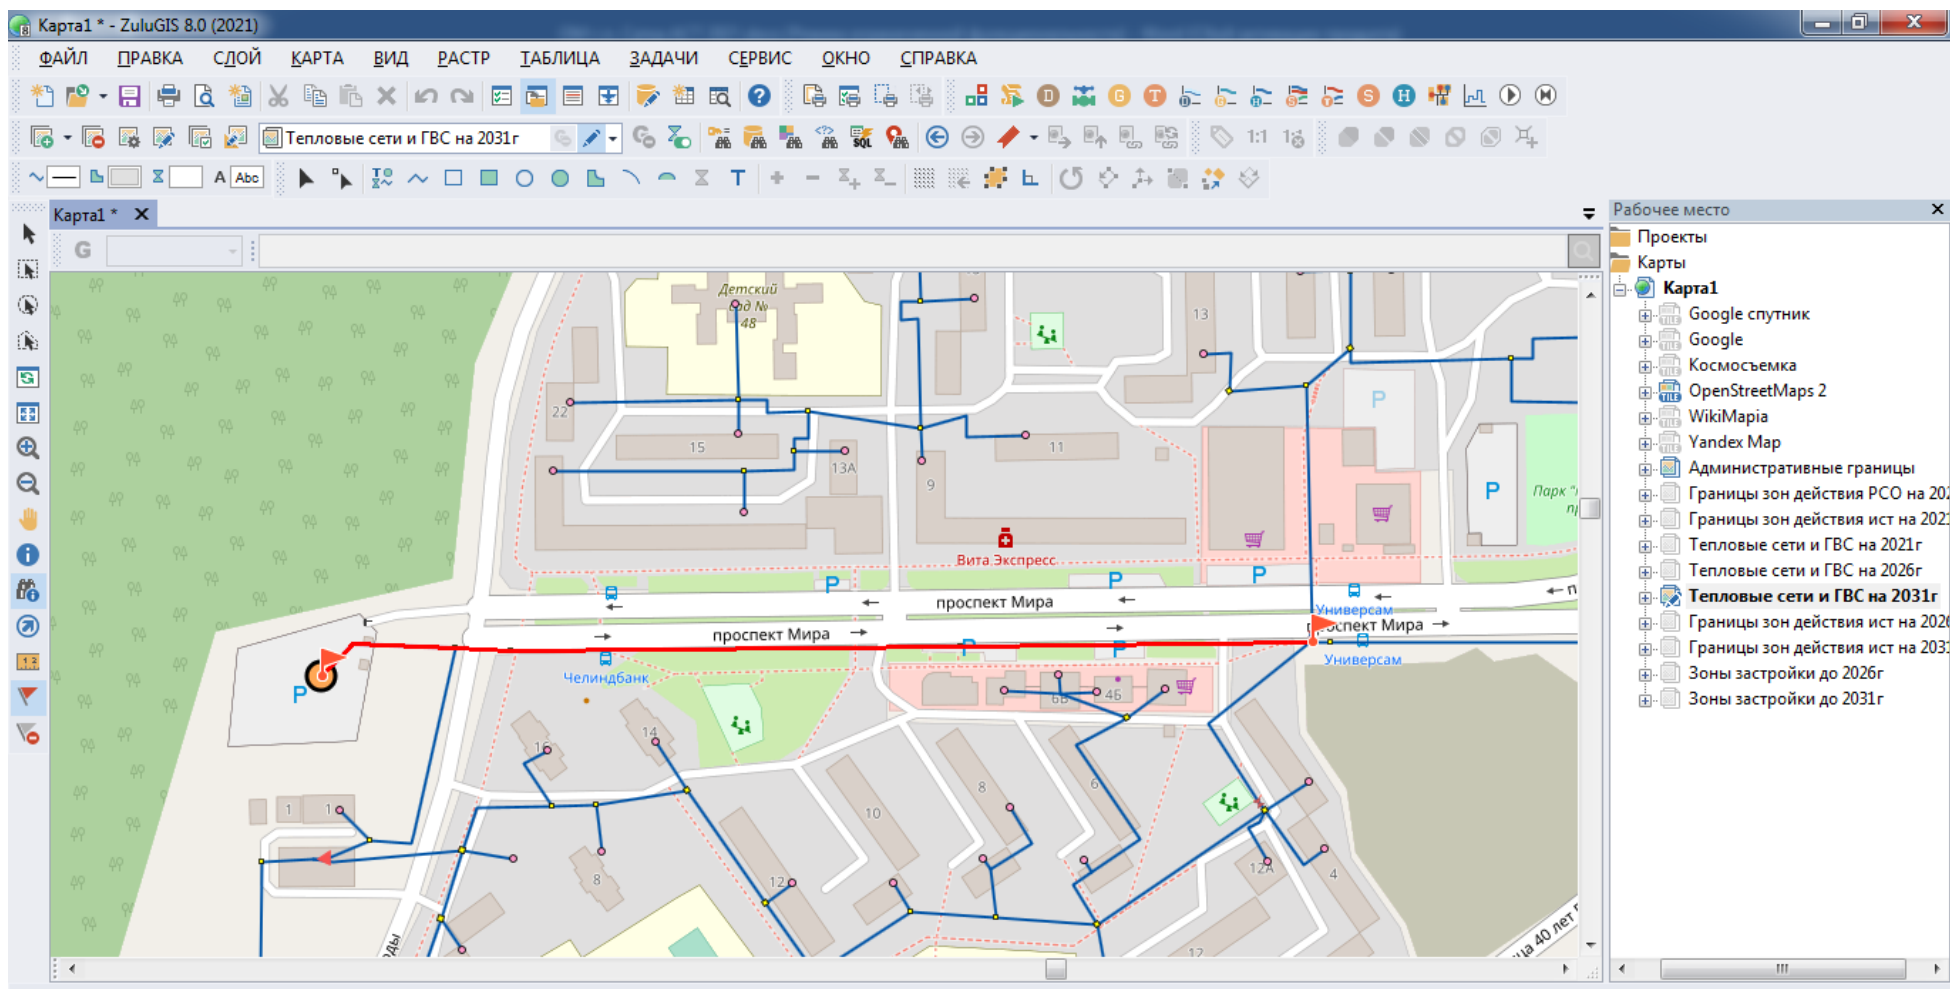 Карта1 * - ZuluGIS 8.0 (2021)
ФАЙЛ ПРАВКА СЛОЙ КАРТА ВИД РАСТР ТАБЛИЦА ЗАДАЧИ СЕРВИС ОКНО СПРАВКА
Тепловые сети и ГВС на 2031г
SQL
1:1
A Abc
T
Карта1 *
G
Рабочее место
Проекты
Карты
Карта1
Google спутник
Google
Космосъемка
OpenStreetMaps 2
WikiMapia
Yandex Map
Административные границы
Границы зон действия РСО на 202
Границы зон действия ист на 2021
Тепловые сети и ГВС на 2021г
Тепловые сети и ГВС на 2026г
Тепловые сети и ГВС на 2031г
Границы зон действия ист на 2026
Границы зон действия ист на 203
Зоны застройки до 2026г
Зоны застройки до 2031г
Детский
сад №
48
13
22
15
13А
11
9
P
P
Парк "
Вита Экспресс
P
P
P
проспект Мира
Универсам
проспект Мира
проспект Мира
P
P
Универсам
Челиндбанк
P
6В
4Б
16
14
10
8
6
1
1
8
12
12А
4
12
ица 40 лет
оды